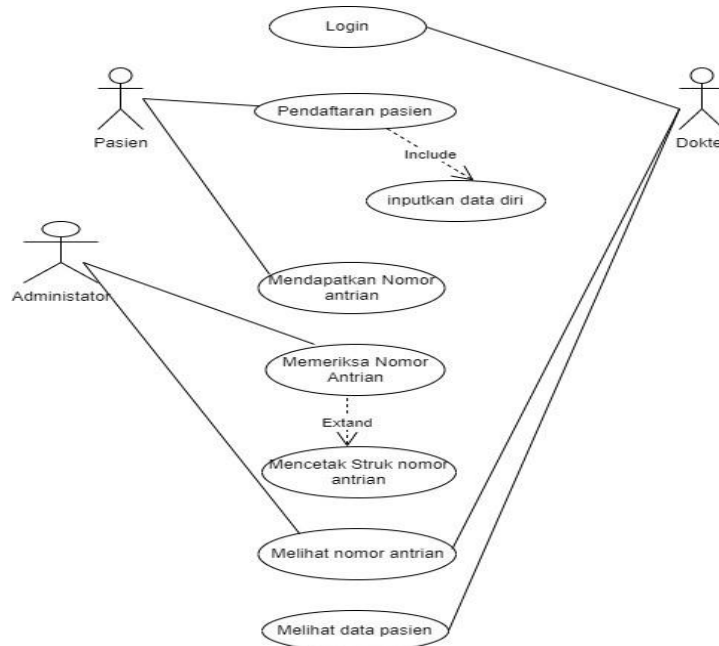 Login
Pasien
Pendaftaran pasien
Dokte
Include
inputkan data diri
Administator
Mendapatkan Nomor
antrian
Memeriksa Nomor
Antrian
Extand
Mencetak Struk nomor
antrian
Melihat nomor antrian
Melihat data pasien